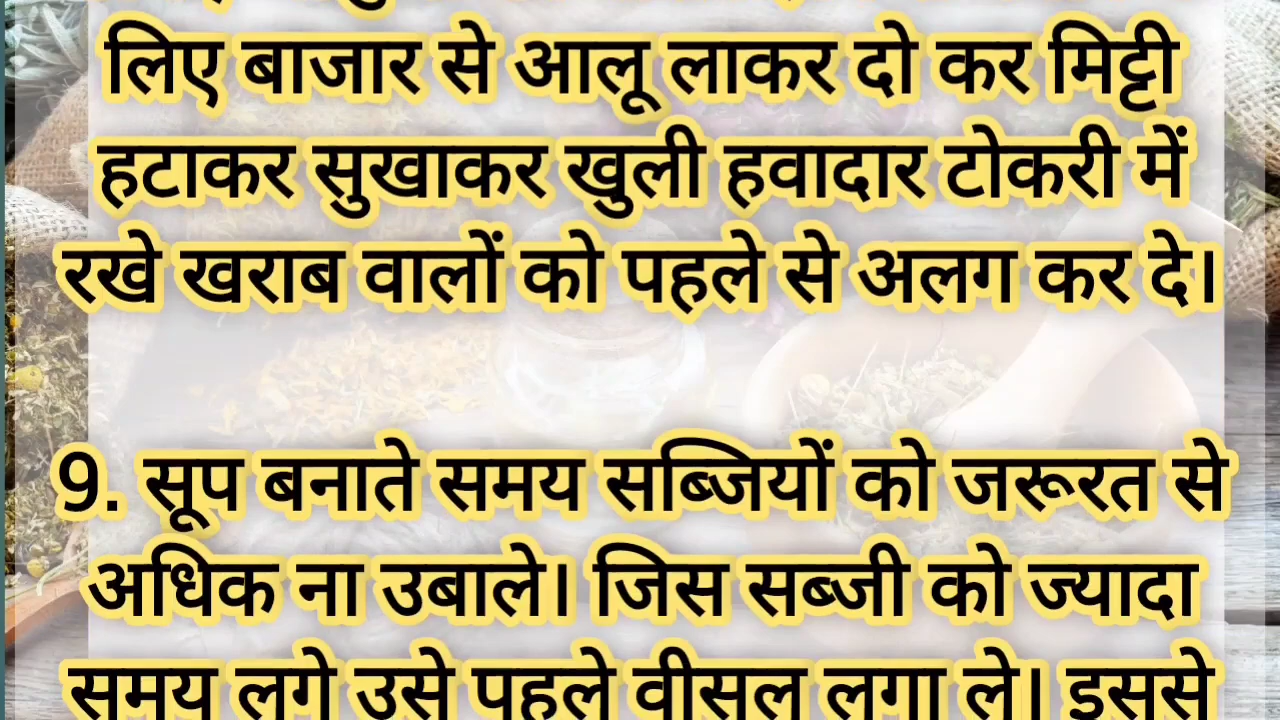 लिए बाजार से आलू लाकर दो कर मिट्टी
हटाकर सुखाकर खुली हवादार टोकरी में
रखे खराब वालों को पहले से अलग कर दे।
9. सूप बनाते समय सब्जियों को जरूरत से
अधिक ना उबाले। जिस सब्जी को ज्यादा
समय लगे उसे पहले वीसल लगा ले। इससे